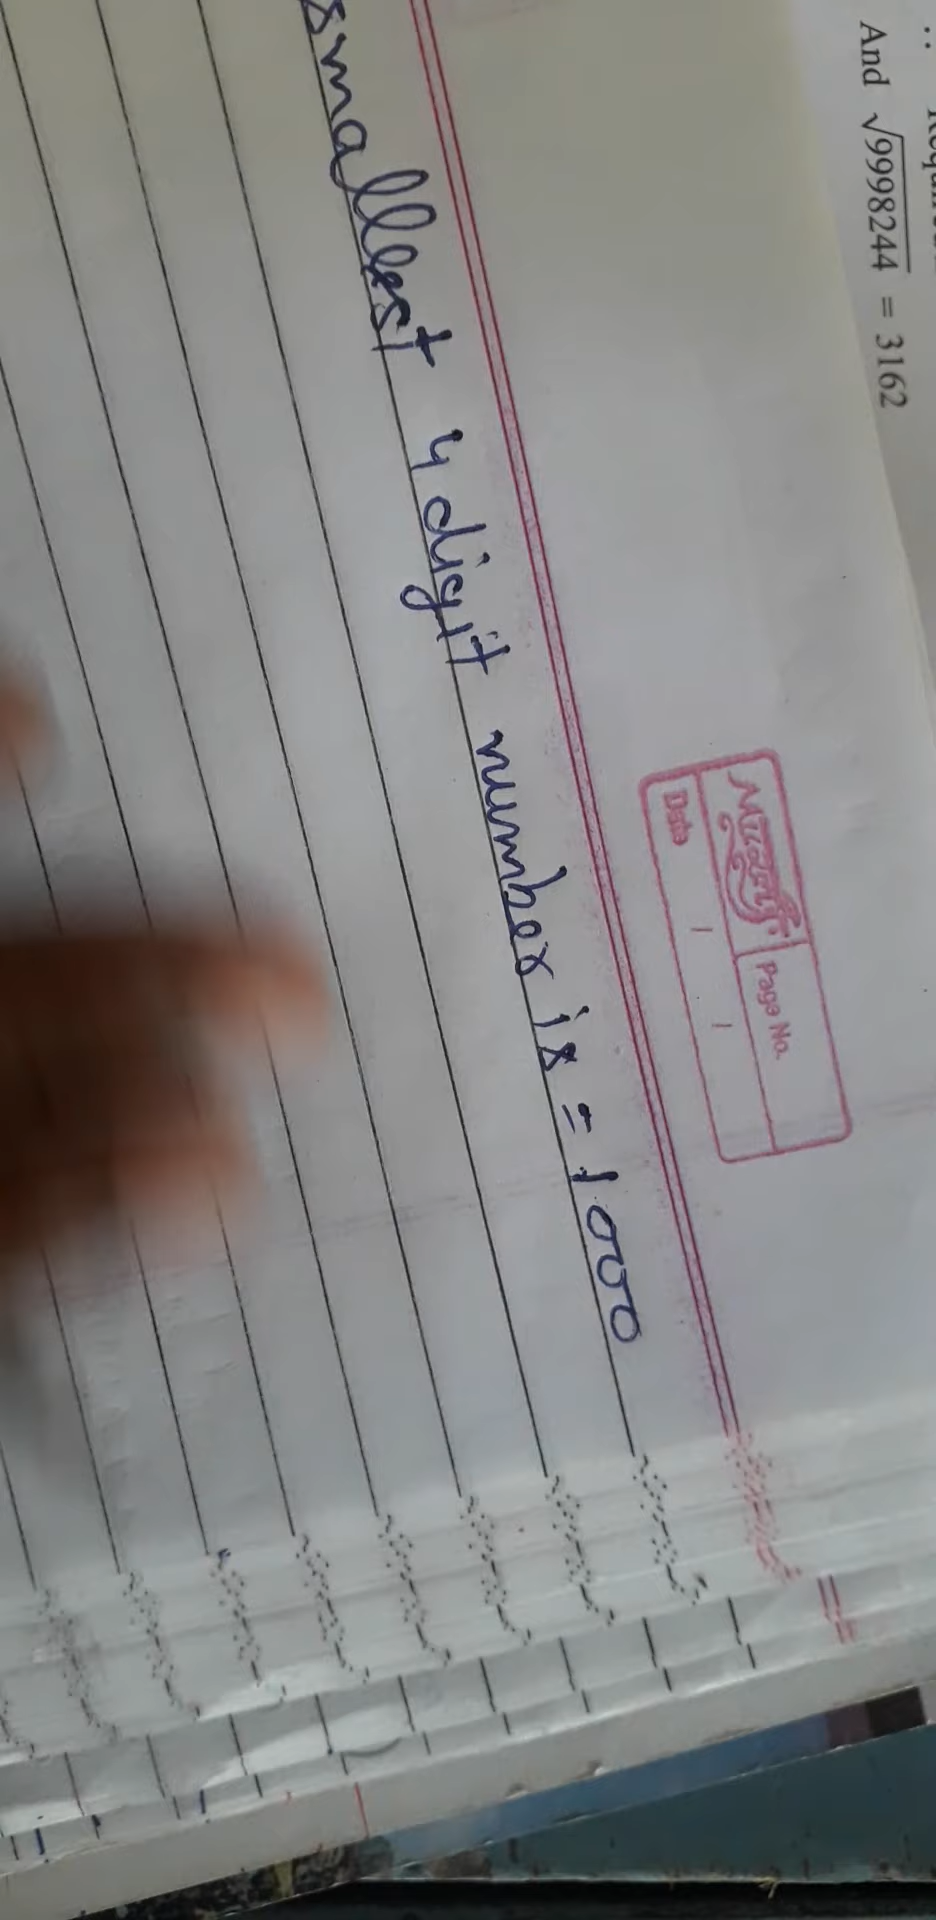 And √9998244 = 3162
Page No.
Date
smallest 4 digit number is = 1000